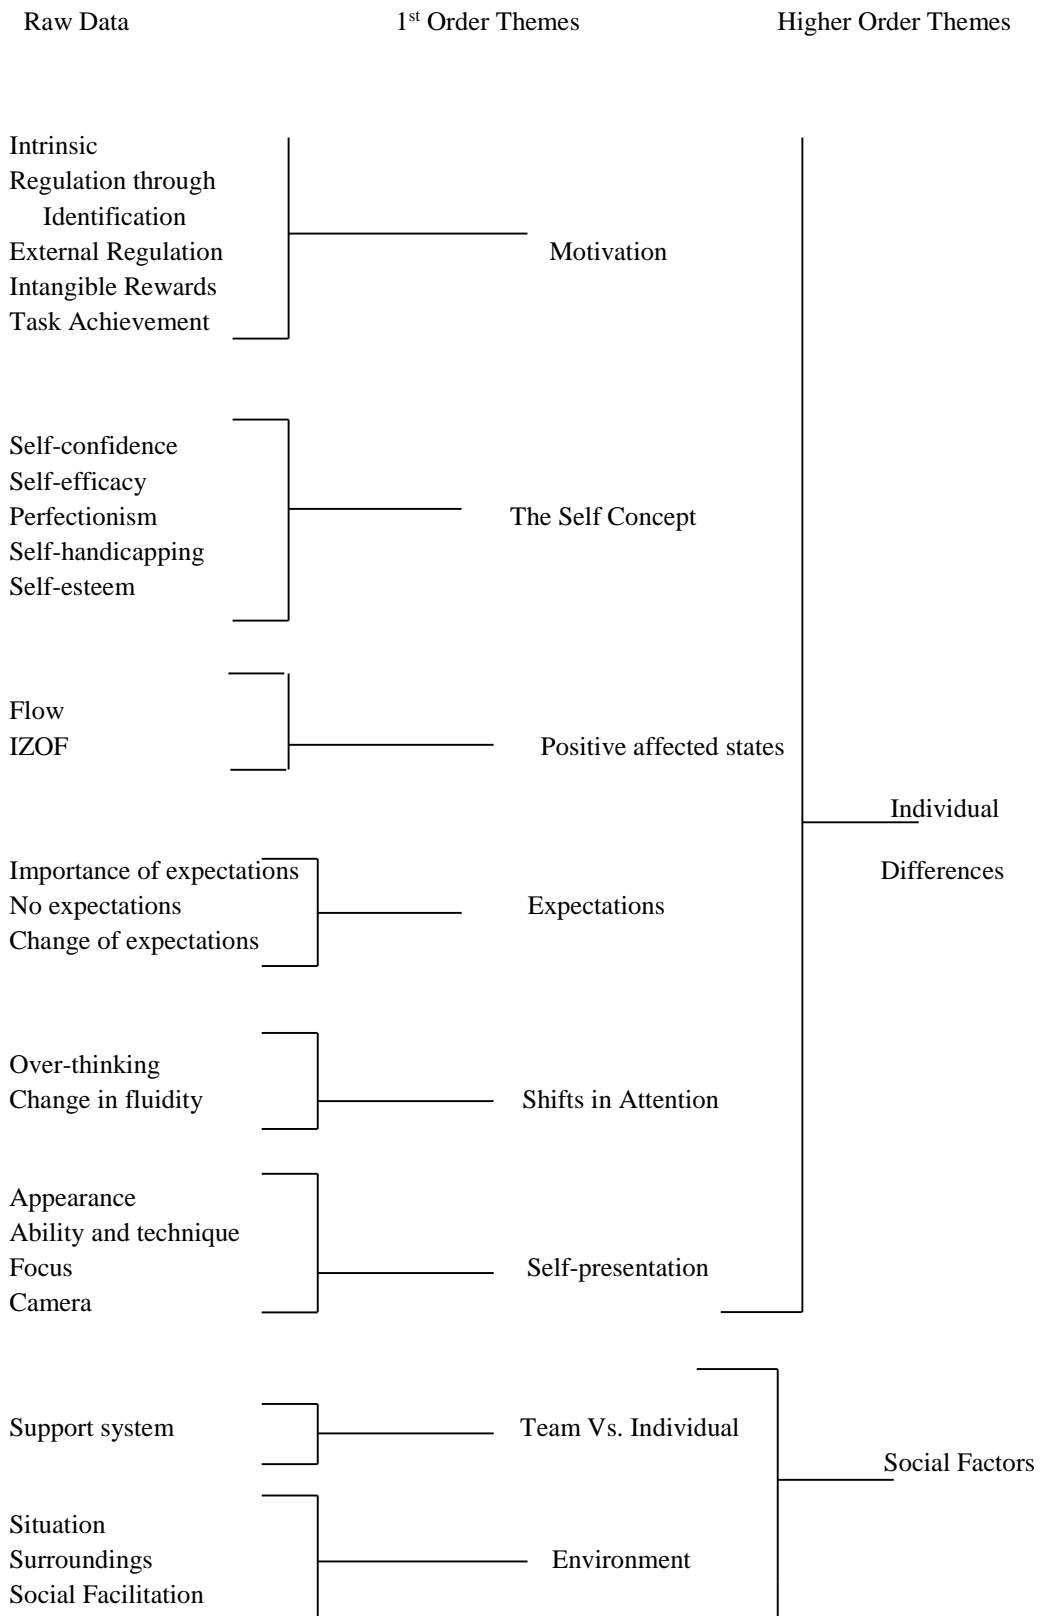 Raw Data 1st Order Themes Higher Order Themes
Intrinsic
Regulation through
Identification
External Regulation
Intangible Rewards
Task Achievement
Motivation
Self-confidence
Self-efficacy
Perfectionism
Self-handicapping
Self-esteem
The Self Concept
Flow
IZOF
Positive affected states
Individual
Differences
Importance of expectations
No expectations
Change of expectations
Expectations
Over-thinking
Change in fluidity
Shifts in Attention
Appearance
Ability and technique
Focus
Camera
Self-presentation
Support system
Team Vs. Individual
Social Factors
Situation
Surroundings
Social Facilitation
Environment